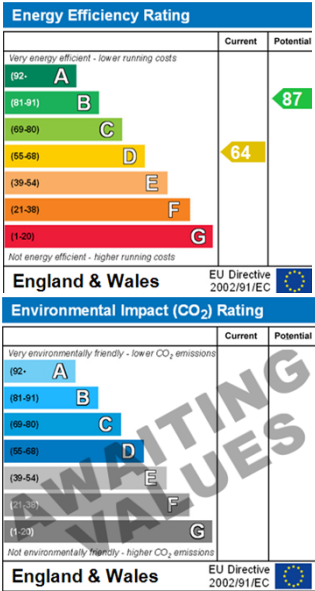 Energy Efficiency Rating
Current Potential
Very energy efficient - lower running costs
(92- A
(81-91) B
87
(69-80) C
(55-68) D
64
(39-54) E
(21-38) F
(1-20) G
Not energy efficient - higher running costs
England & Wales
EU Directive
2002/91/EC
Environmental Impact (CO2) Rating
Current Potential
Very environmentally friendly - lower CO2 emissions
(92- A
(81-91) B
(69-80) C
(55-68) D
(39-54) E
(21-38) F
(1-20) G
AWAITING
VALUES
Not environmentally friendly - higher CO2 emissions
England & Wales
EU Directive
2002/91/EC